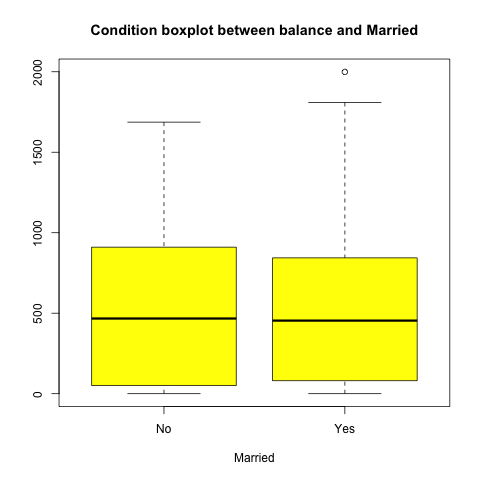 Condition boxplot between balance and Married
2000
1500
1000
500
0
No Yes
Married